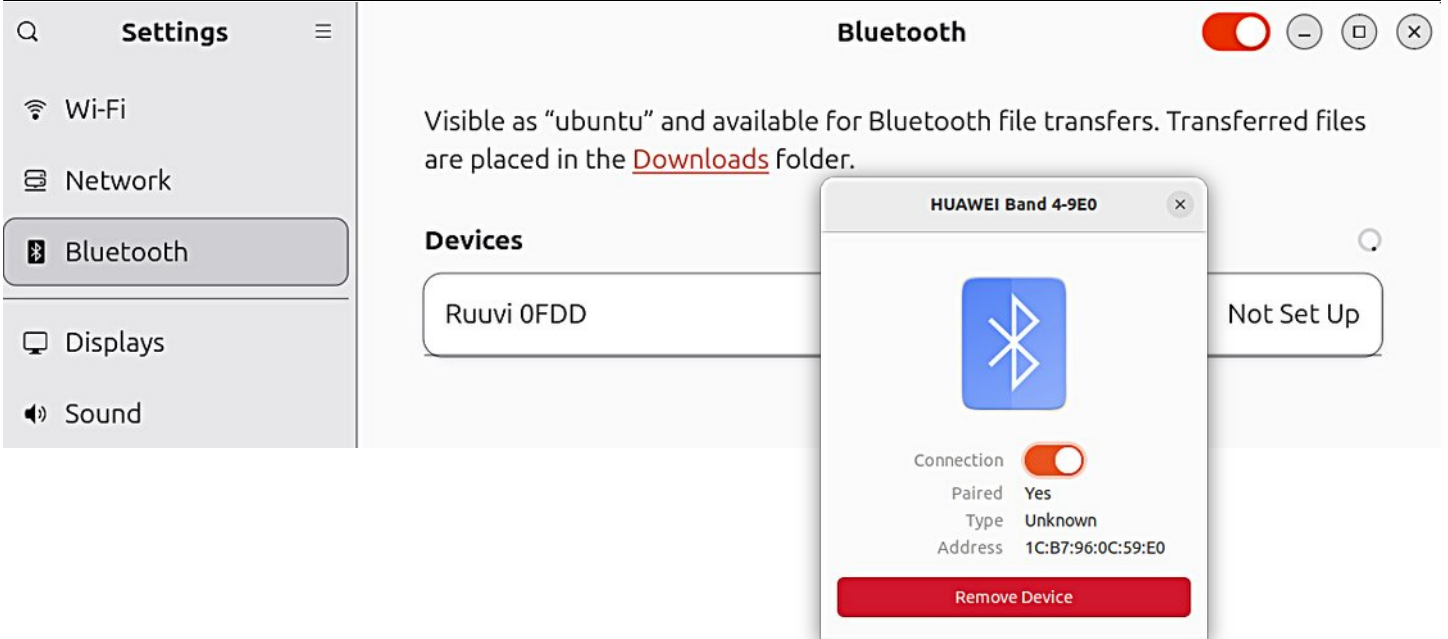 Settings
Bluetooth
Wi-Fi
Network
Bluetooth
Displays
Sound
Visible as “ubuntu” and available for Bluetooth file transfers. Transferred files
are placed in the Downloads folder.
Devices
Ruuvi 0FDD
Not Set Up
HUAWEI Band 4-9E0
Connection
Paired Yes
Type Unknown
Address 1C:B7:96:0C:59:E0
Remove Device